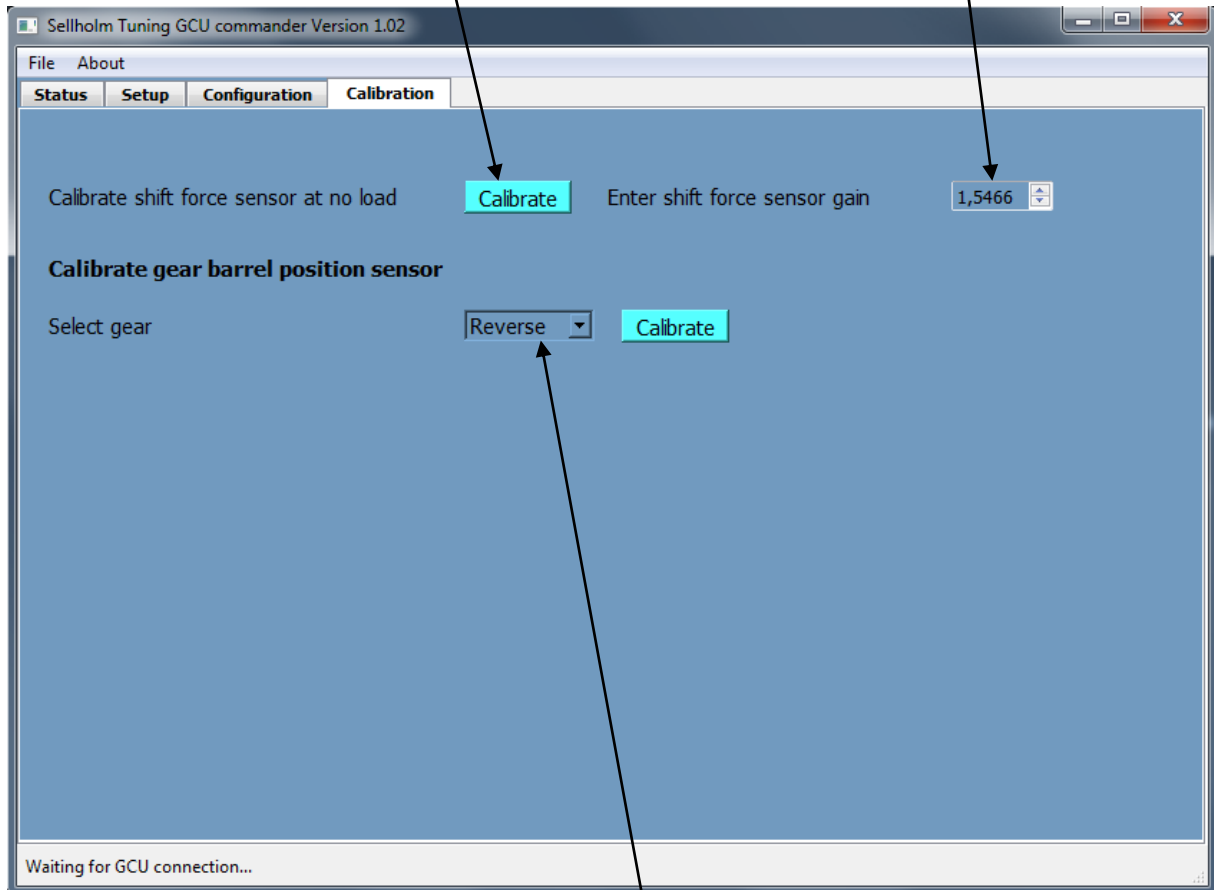 Sellholm Tuning GCU commander Version 1.02
File About
Status Setup Configuration Calibration
Calibrate shift force sensor at no load Calibrate Enter shift force sensor gain 1,5466
Calibrate gear barrel position sensor
Select gear Reverse Calibrate
Waiting for GCU connection...